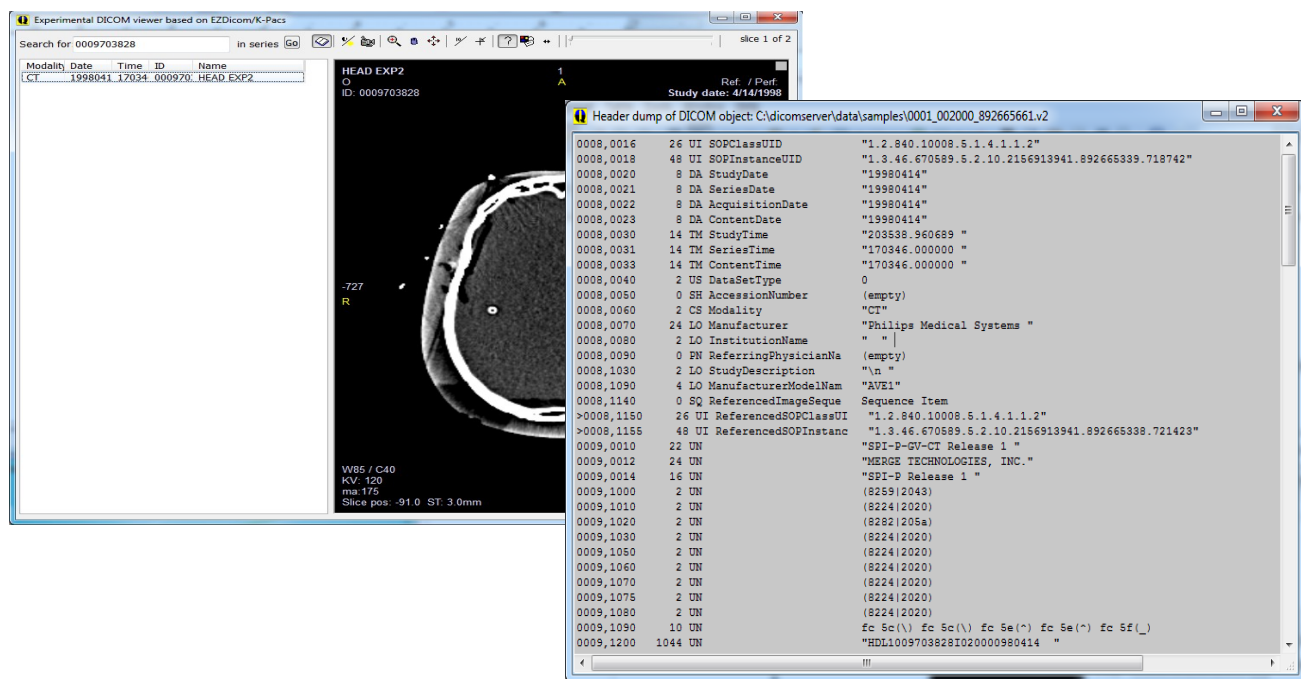 Experimental DICOM viewer based on EZDicom/K-Pacs
Search for 0009703828 in series Go slice 1 of 2
Modality Date Time ID Name
CT 1998041 17034 000970: HEAD EXP2
HEAD EXP2 1
O A Ref: / Perf:
ID: 0009703828 Study date: 4/14/1998
-727
R
W85 / C40
KV: 120
ma:175
Slice pos: -91.0 ST: 3.0mm
Header dump of DICOM object: C:\dicomserver\data\samples\0001_002000_892665661.v2
0008,0016 26 UI SOPClassUID "1.2.840.10008.5.1.4.1.1.2"
0008,0018 48 UI SOPInstanceUID "1.3.46.670589.5.2.10.2156913941.892665339.718742"
0008,0020 8 DA StudyDate "19980414"
0008,0021 8 DA SeriesDate "19980414"
0008,0022 8 DA AcquisitionDate "19980414"
0008,0023 8 DA ContentDate "19980414"
0008,0030 14 TM StudyTime "203538.960689 "
0008,0031 14 TM SeriesTime "170346.000000 "
0008,0033 14 TM ContentTime "170346.000000 "
0008,0040 2 US DataSetType 0
0008,0050 0 SH AccessionNumber (empty)
0008,0060 2 CS Modality "CT"
0008,0070 24 LO Manufacturer "Philips Medical Systems "
0008,0080 2 LO InstitutionName "  "
0008,0090 0 PN ReferringPhysicianNa (empty)
0008,1030 2 LO StudyDescription "\n "
0008,1090 4 LO ManufacturerModelNam "AVE1"
0008,1140 0 SQ ReferencedImageSeque Sequence Item
>0008,1150 26 UI ReferencedSOPClassUI "1.2.840.10008.5.1.4.1.1.2"
>0008,1155 48 UI ReferencedSOPInstanc "1.3.46.670589.5.2.10.2156913941.892665338.721423"
0009,0010 22 UN "SPI-P-GV-CT Release 1 "
0009,0012 24 UN "MERGE TECHNOLOGIES, INC."
0009,0014 16 UN "SPI-P Release 1 "
0009,1000 2 UN (8259|2043)
0009,1010 2 UN (8224|2020)
0009,1020 2 UN (8282|205a)
0009,1030 2 UN (8224|2020)
0009,1050 2 UN (8224|2020)
0009,1060 2 UN (8224|2020)
0009,1070 2 UN (8224|2020)
0009,1075 2 UN (8224|2020)
0009,1080 2 UN (8224|2020)
0009,1090 10 UN fc 5c(\) fc 5c(\) fc 5e(^) fc 5e(^) fc 5f(_)
0009,1200 1044 UN "HDL1009703828I020000980414  "